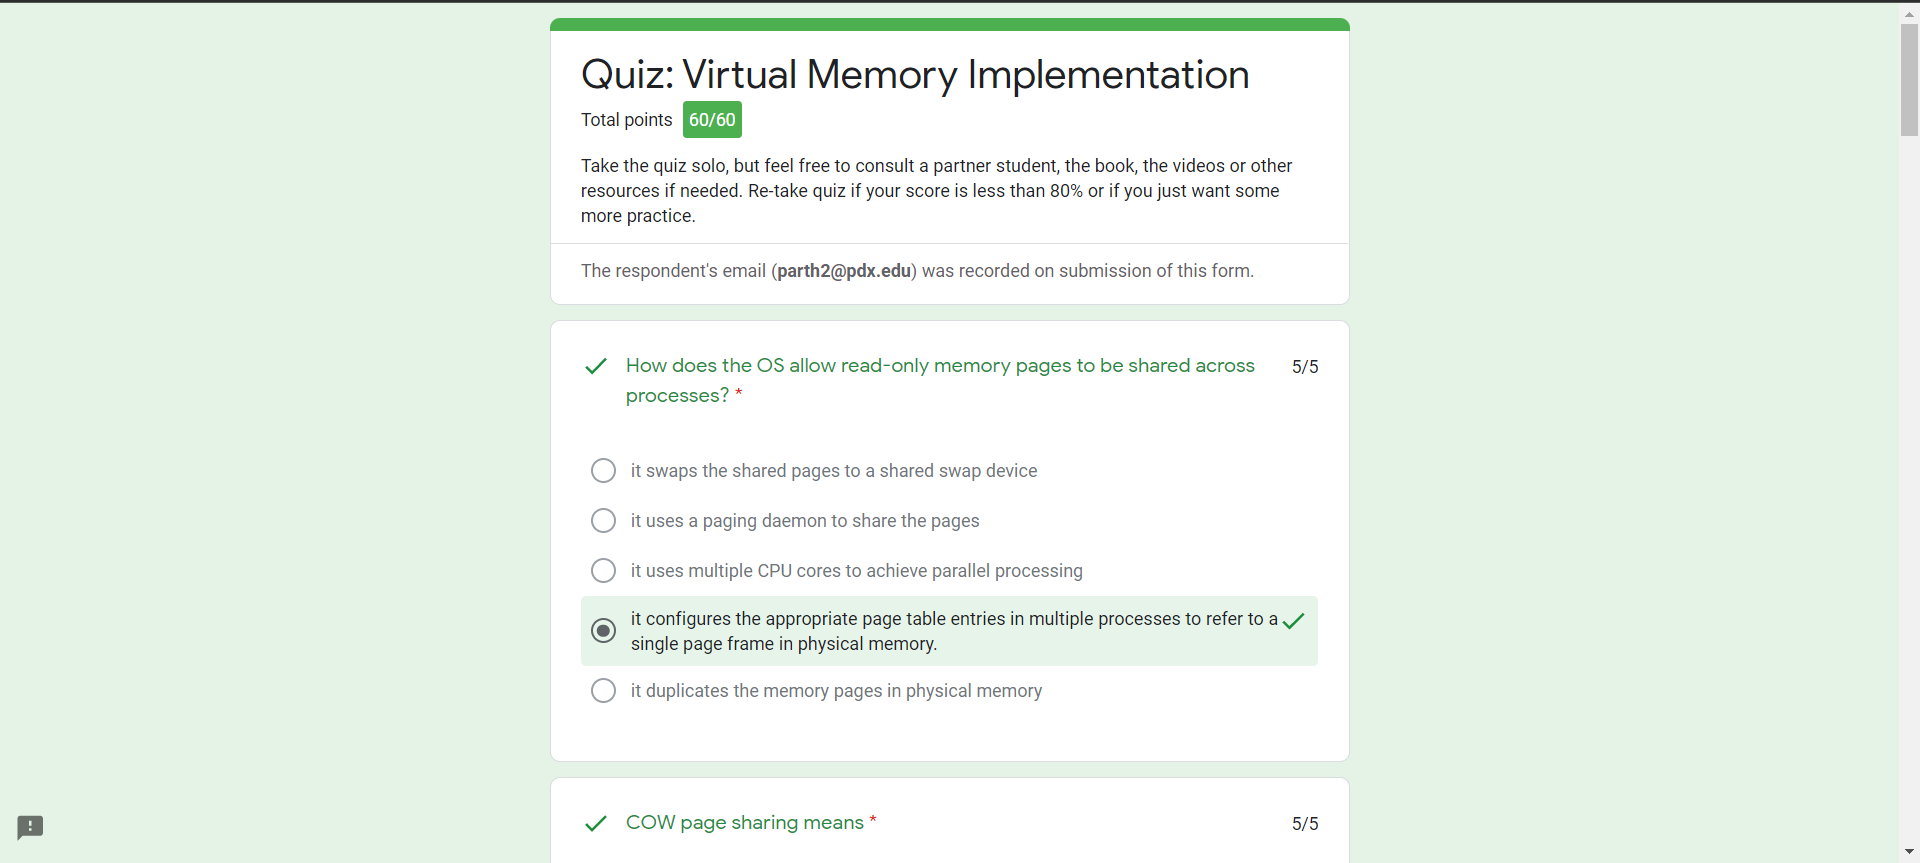 Quiz: Virtual Memory Implementation
Total points 60/60
Take the quiz solo, but feel free to consult a partner student, the book, the videos or other
resources if needed. Re-take quiz if your score is less than 80% or if you just want some
more practice.
The respondent's email (parth2@pdx.edu) was recorded on submission of this form.
How does the OS allow read-only memory pages to be shared across 5/5
processes? *
it swaps the shared pages to a shared swap device
it uses a paging daemon to share the pages
it uses multiple CPU cores to achieve parallel processing
it configures the appropriate page table entries in multiple processes to refer to a
single page frame in physical memory.
it duplicates the memory pages in physical memory
COW page sharing means * 5/5